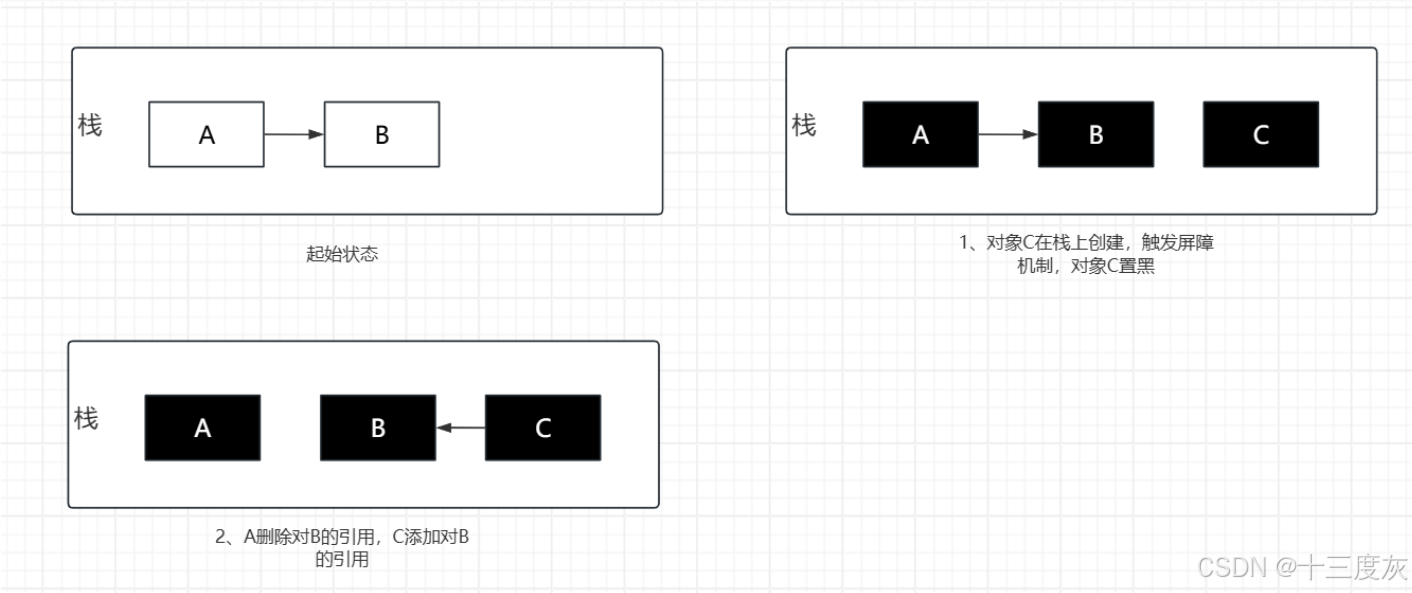 栈
A
B
起始状态
栈
A
B
C
1、对象C在栈上创建，触发屏障
机制，对象C置黑
栈
A
B
C
2、A删除对B的引用，C添加对B
的引用
CSDN @十三度灰